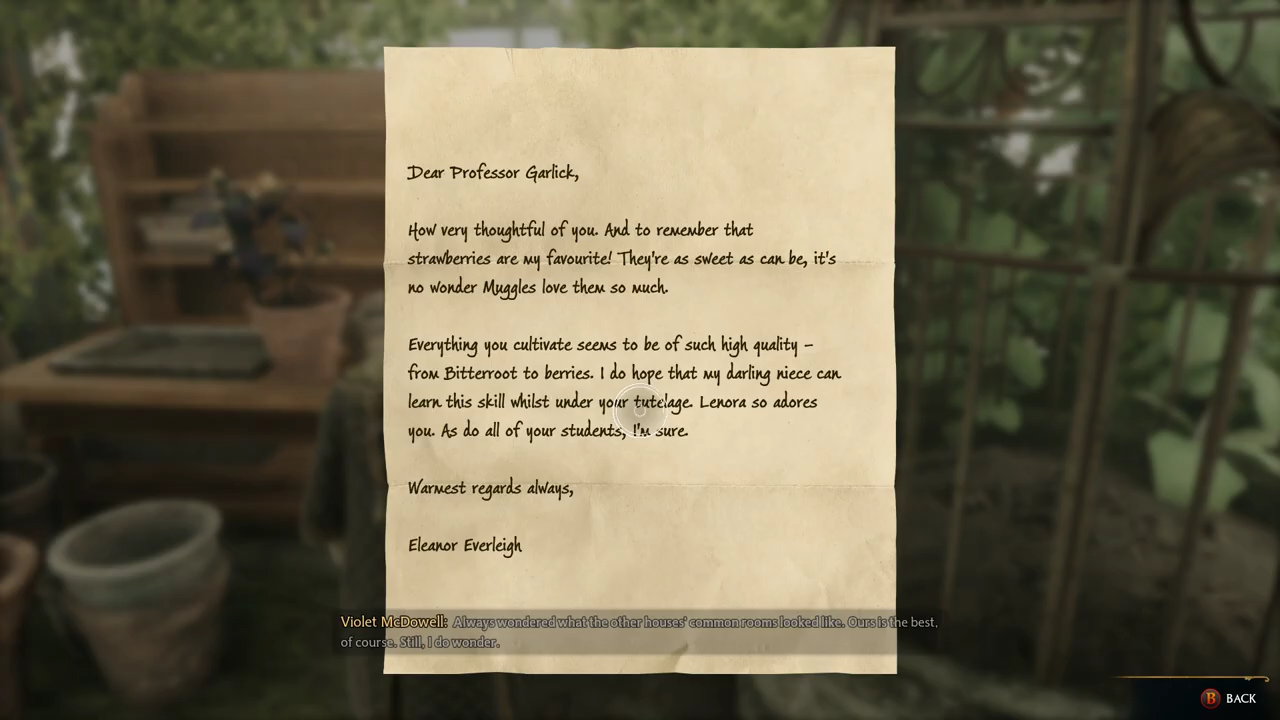 Dear Professor Garlick,
How very thoughtful of you. And to remember that
strawberries are my favourite! They're as sweet as can be, it's
no wonder Muggles love them so much.
Everything you cultivate seems to be of such high quality –
from Bitterroot to berries. I do hope that my darling niece can
learn this skill whilst under your tutelage. Lenora so adores
you. As do all of your students, I'm sure.
Warmest regards always,
Eleanor Everleigh
Violet McDowell: Always wondered what the other houses' common rooms looked like. Ours is the best,
of course. Still, I do wonder.
B BACK